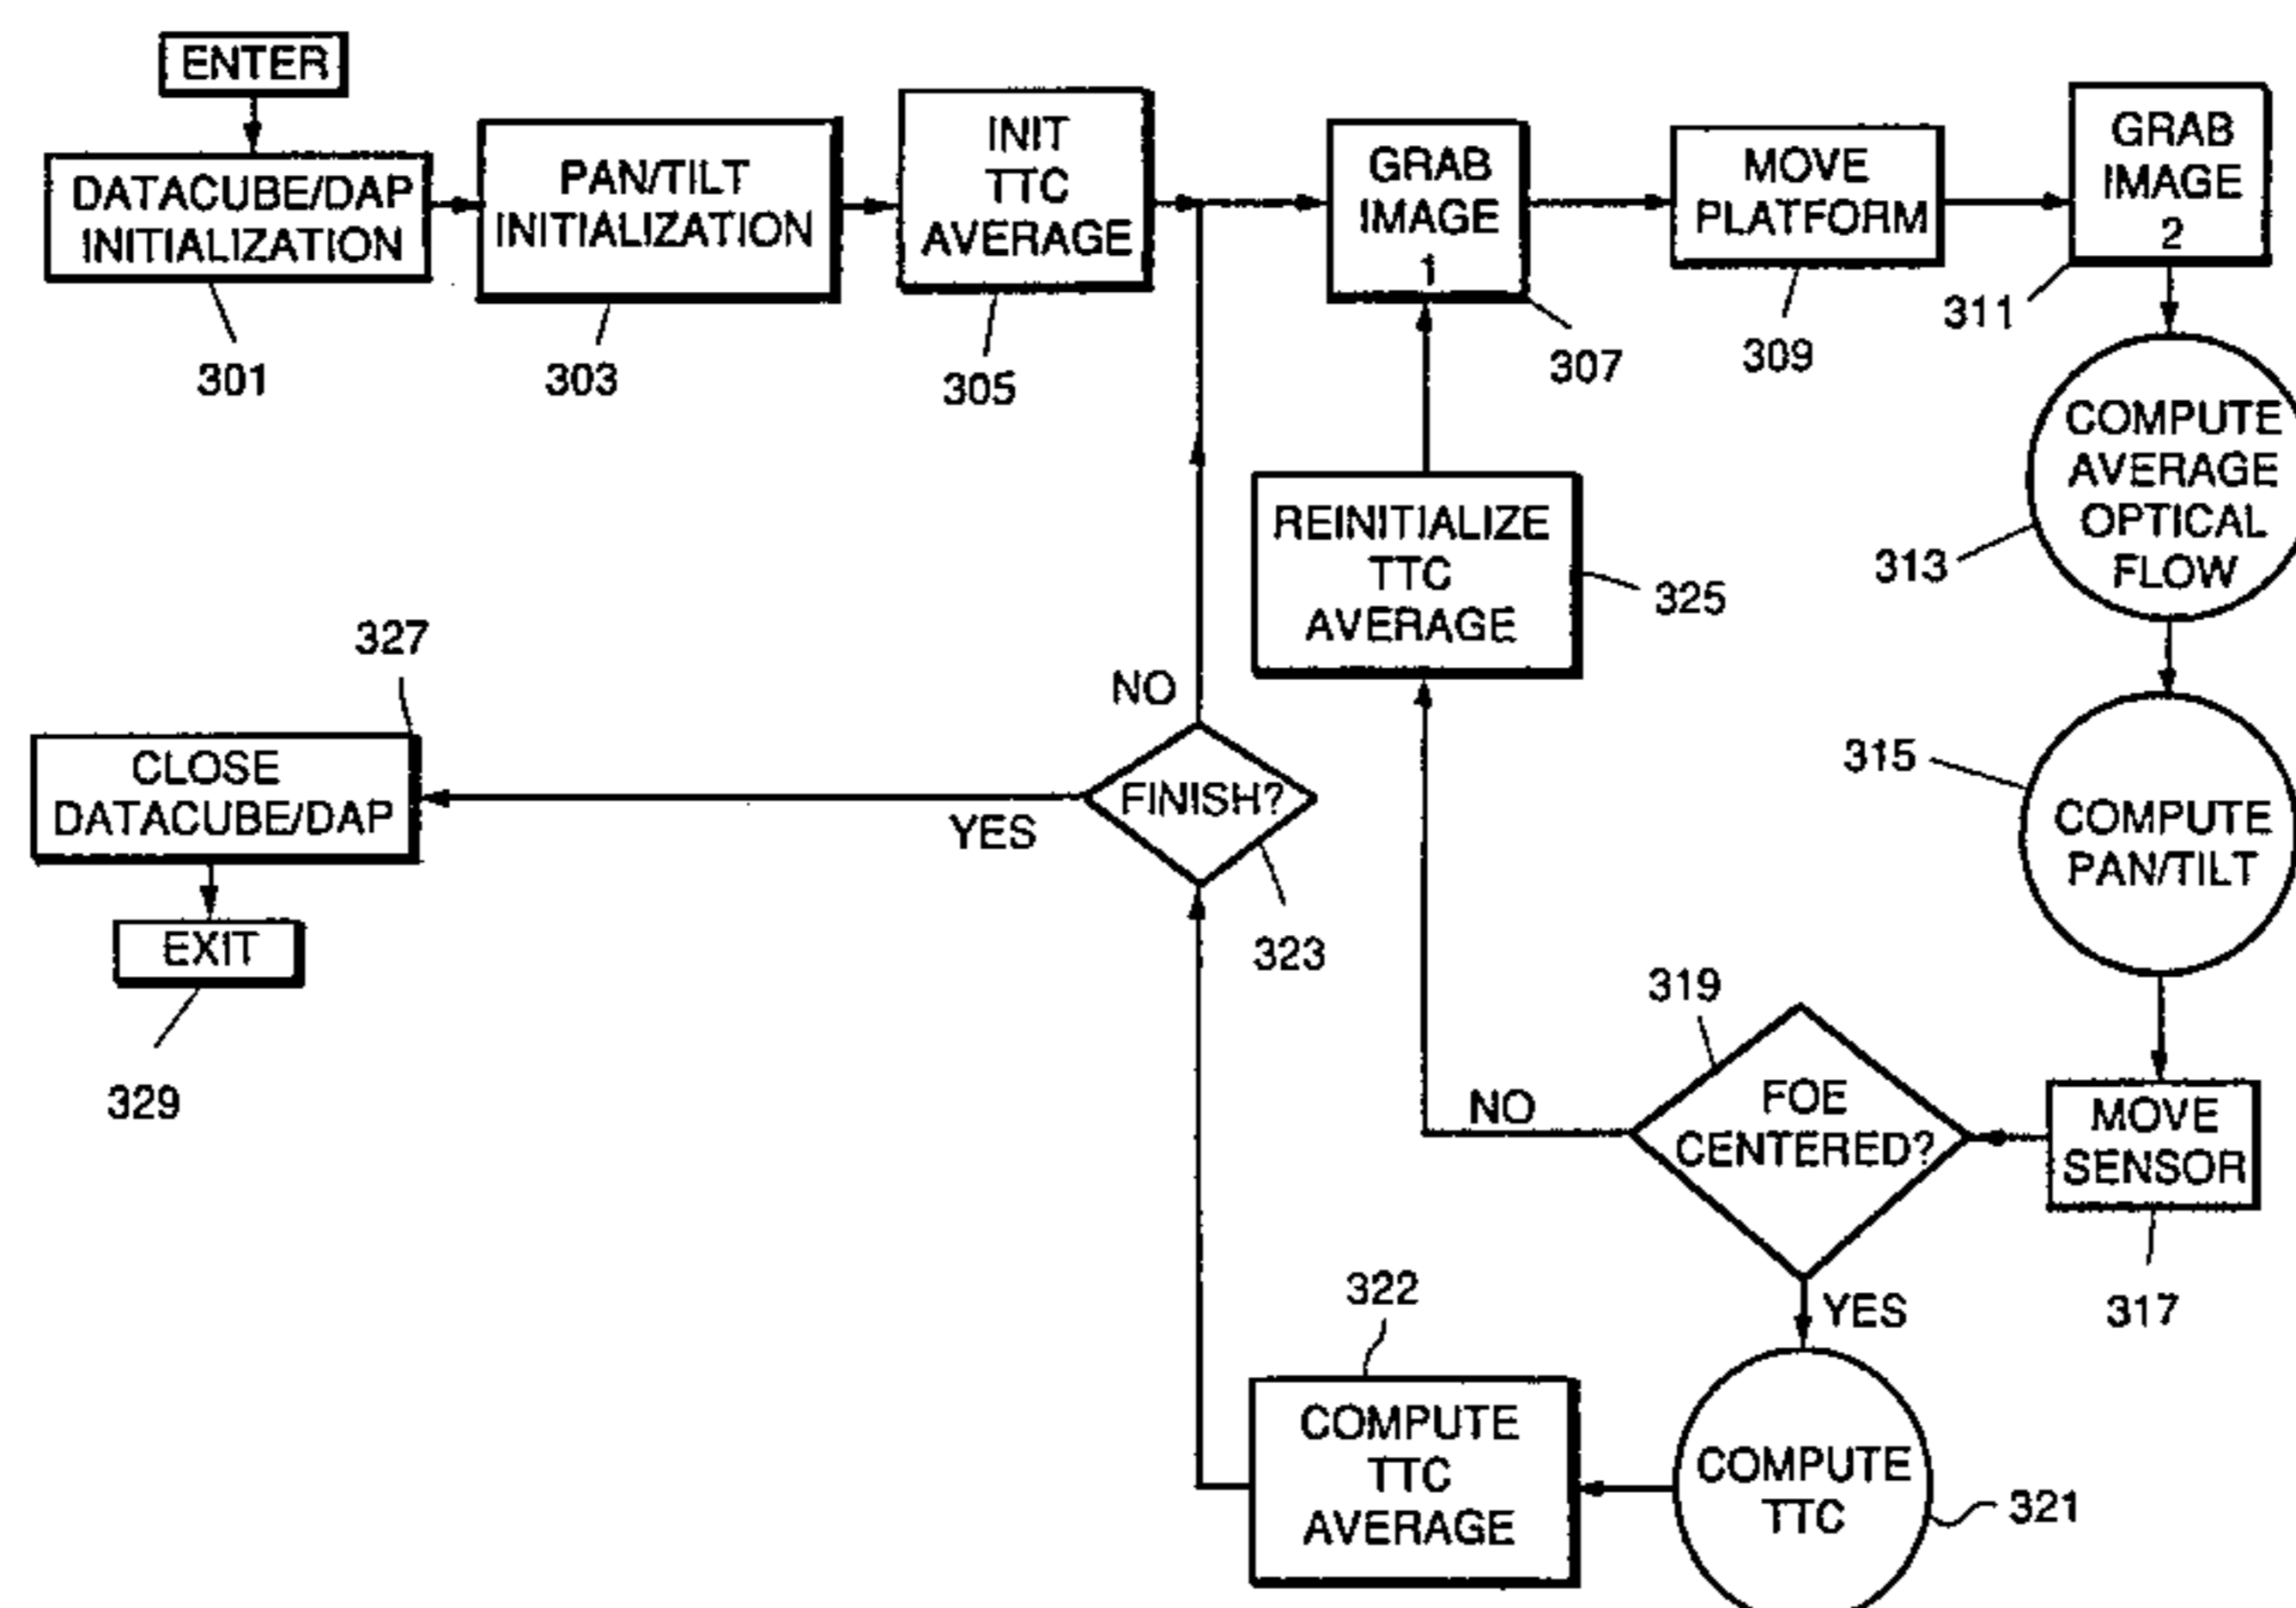 ENTER
DATACUBE/DAP
INITIALIZATION
301
PAN/TILT
INITIALIZATION
303
INIT
TTC
AVERAGE
305
GRAB
IMAGE
1
307
MOVE
PLATFORM
309
GRAB
IMAGE
2
311
COMPUTE
AVERAGE
OPTICAL
FLOW
313
COMPUTE
PAN/TILT
315
MOVE
SENSOR
317
FOE
CENTERED?
319
NO
YES
REINITIALIZE
TTC
AVERAGE
325
COMPUTE
TTC
321
COMPUTE
TTC
AVERAGE
322
FINISH?
323
NO
YES
CLOSE
DATACUBE/DAP
327
EXIT
329